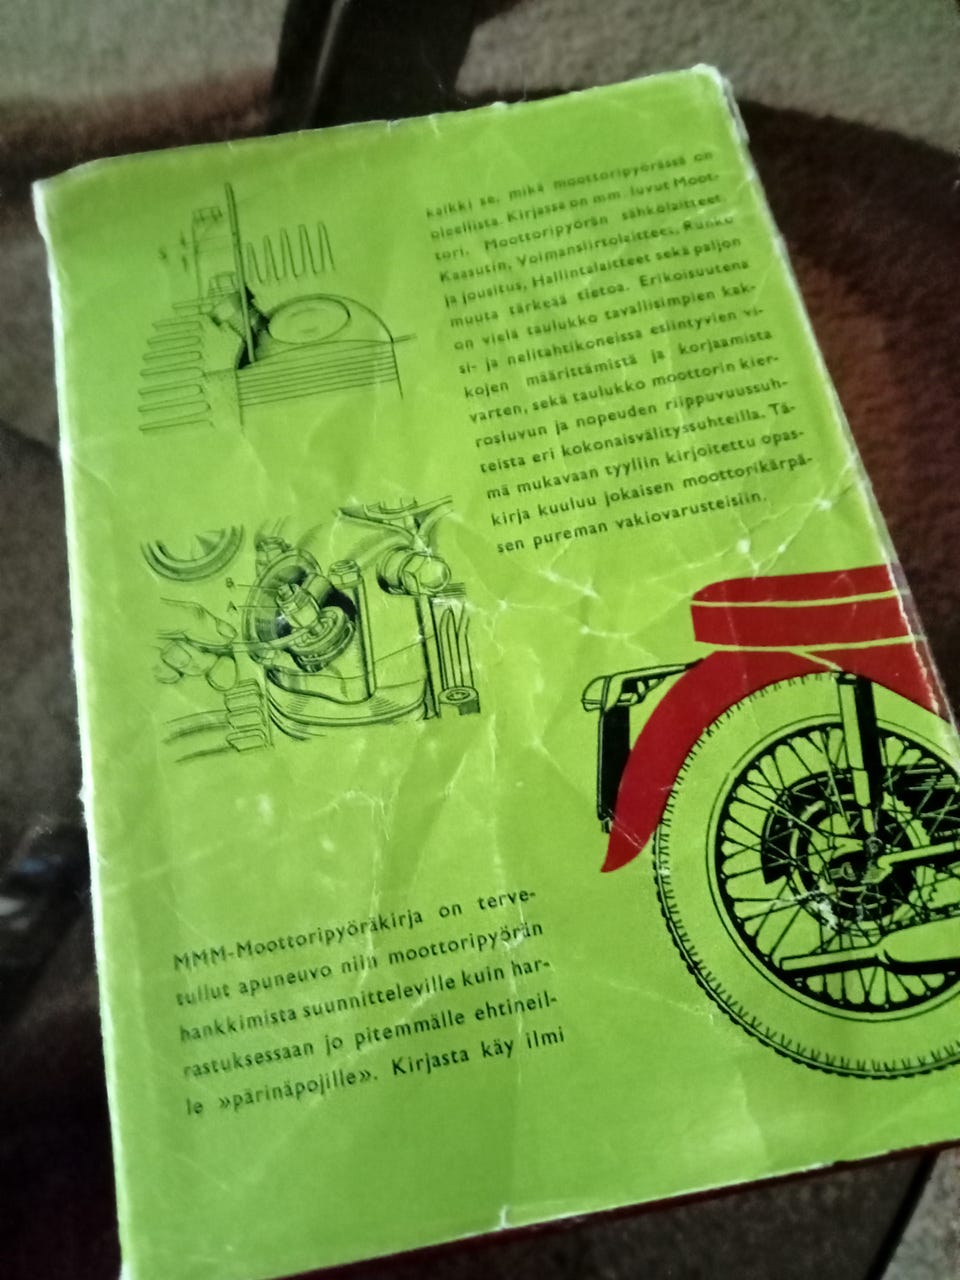 MMM-Moottoripyöräkirja on terve-
tullut apuneuvo niin moottoripyörän
hankkimista suunnitteleville kuin har-
rastuksessaan jo pitemmälle ehtineil-
le »pärinäpojille». Kirjasta käy ilmi
kaikki se, mikä moottoripyörässä on
oleellista. Kirjassa on mm. luvut Moot-
tori, Moottoripyörän sähkölaitteet,
Kaasutin, Voimansiirtolaitteet, Runko
ja jousitus, Hallintalaitteet sekä paljon
muuta tärkeää tietoa. Erikoisuutena
on vielä taulukko tavallisimpien kak-
si- ja nelitahtikoneissa esiintyvien vi-
kojen määrittämistä ja korjaamista
varten, sekä taulukko moottorin kier-
rosluvun ja nopeuden riippuvuussuh-
teista eri kokonaisvälityssuhteilla. Tä-
mä mukavaan tyyliin kirjoitettu opas-
kirja kuuluu jokaisen moottorikärpä-
sen pureman vakiovarusteisiin.
B
A